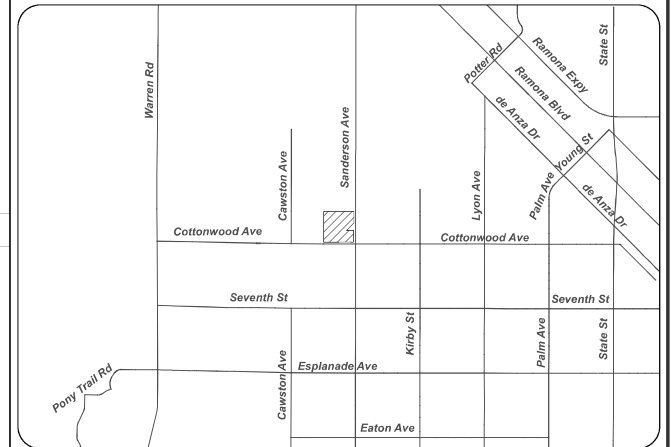 State St
Ramona Expy
Potter Rd
Warren Rd
Ramona Blvd
de Anza Dr
Sanderson Ave
Young St
Cawston Ave
Lyon Ave
Palm Ave
de Anza Dr
Cottonwood Ave
Cottonwood Ave
Seventh St
Seventh St
Kirby St
Palm Ave
State St
Esplanade Ave
Cawston Ave
Pony Trail Rd
Eaton Ave